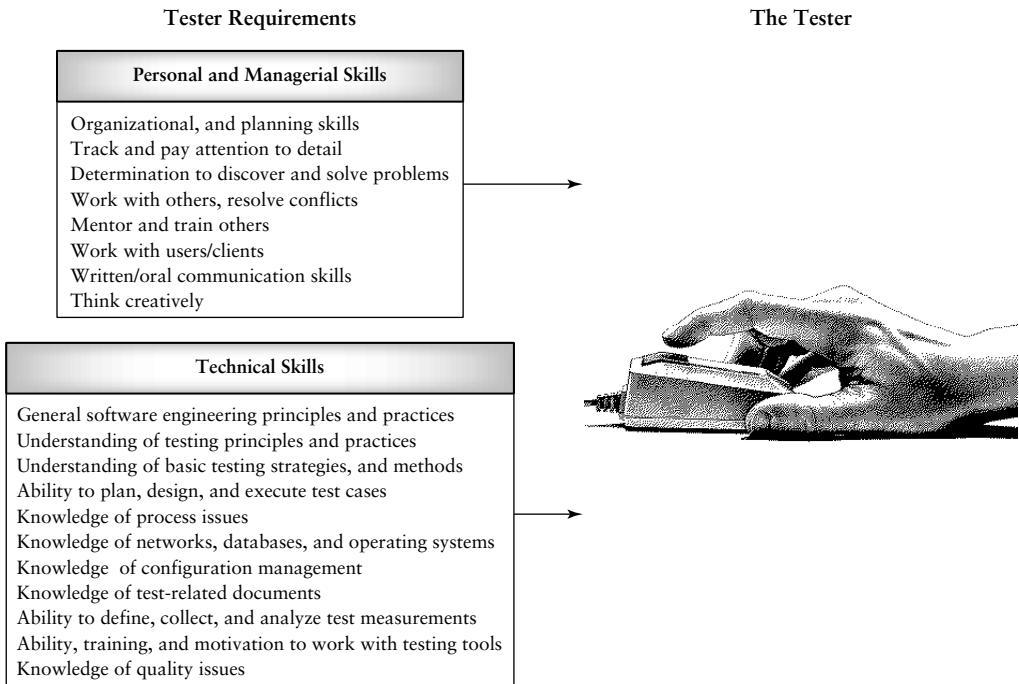 Tester Requirements
The Tester
Personal and Managerial Skills
Organizational, and planning skills
Track and pay attention to detail
Determination to discover and solve problems
Work with others, resolve conflicts
Mentor and train others
Work with users/clients
Written/oral communication skills
Think creatively
Technical Skills
General software engineering principles and practices
Understanding of testing principles and practices
Understanding of basic testing strategies, and methods
Ability to plan, design, and execute test cases
Knowledge of process issues
Knowledge of networks, databases, and operating systems
Knowledge of configuration management
Knowledge of test-related documents
Ability to define, collect, and analyze test measurements
Ability, training, and motivation to work with testing tools
Knowledge of quality issues